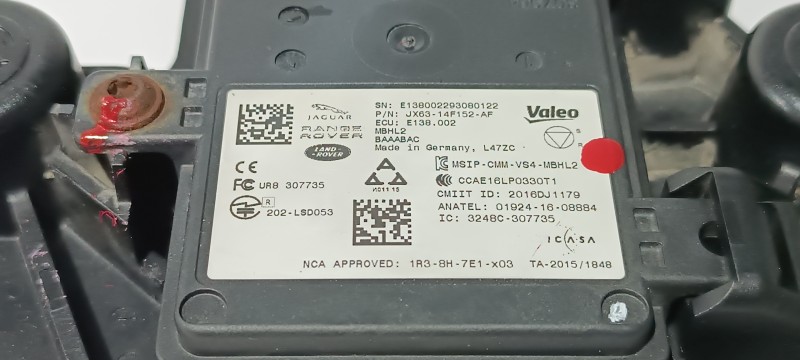 SN: E138002293080122
P/N: JX63-14F152-AF
ECU: E138.002
MBHL2
BAAABAC
Made in Germany, L47ZC
JAGUAR
RANGE ROVER
LAND-ROVER
Valeo
CE
FC UR8 307735
R 202-LSD053
N011 15
MSIP-CMM-VS4-MBHL2
CCAE16LP0330T1
CMIIT ID: 2016DJ1179
ANATEL: 01924-16-08884
IC: 3248C-307735
ICASA
NCA APPROVED: 1R3-8H-7E1-x03
TA-2015/1848